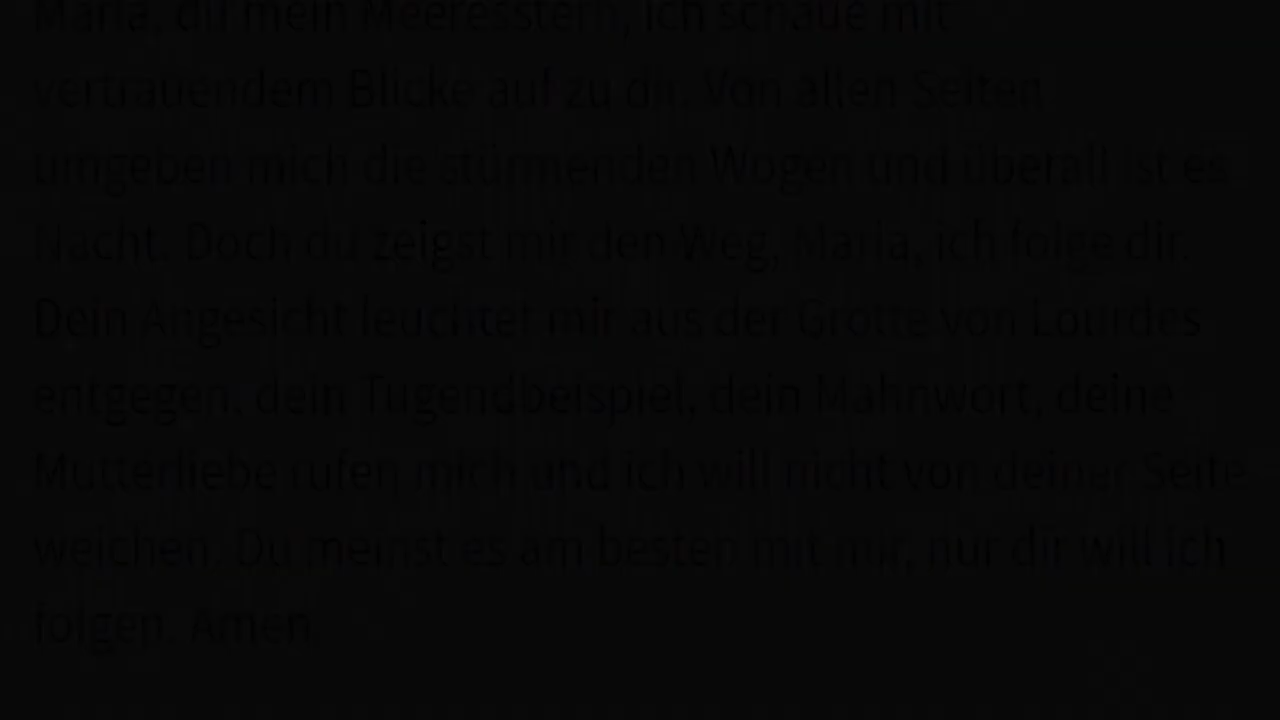 Maria, dir mein Meeresstern, ich schaue mit
vertrauendem Blicke auf zu dir. Von allen Seiten
umgeben mich die stürmenden Wogen und überall ist es
Nacht. Doch du zeigst mir den Weg, Maria, ich folge dir.
Dein Angesicht leuchtet mir aus der Grotte von Lourdes
entgegen, dein Tugendbeispiel, dein Mahnwort, deine
Mutterliebe rufen mich und ich will nicht von deiner Seite
weichen. Du meinst es am besten mit mir, nur dir will ich
folgen. Amen.